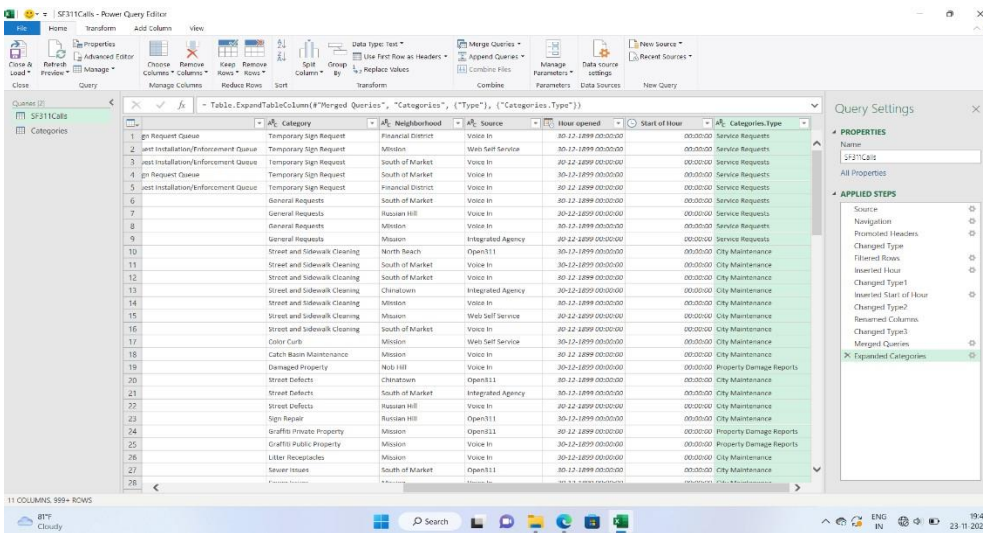 SF311Calls - Power Query Editor
File Home Transform Add Column View
Close & Load
Refresh Preview
Properties
Advanced Editor
Manage
Choose Columns
Remove Columns
Keep Rows
Remove Rows
Split Column
Group By
Data Type: Text
Use First Row as Headers
Replace Values
Merge Queries
Append Queries
Combine Files
Manage Parameters
Data source settings
New Source
Recent Sources
Close Query Manage Columns Reduce Rows Sort Transform Combine Parameters Data Sources New Query
Queries [2]
SF311Calls
Categories
= Table.ExpandTableColumn(#"Merged Queries", "Categories", {"Type"}, {"Categories.Type"})
Category Neighborhood Source Hour opened Start of Hour Categories.Type
1 gn Request Queue Temporary Sign Request Financial District Voice In 30-12-1899 00:00:00 00:00:00 Service Requests
2 uest Installation/Enforcement Queue Temporary Sign Request Mission Web Self Service 30-12-1899 00:00:00 00:00:00 Service Requests
3 uest Installation/Enforcement Queue Temporary Sign Request South of Market Voice In 30-12-1899 00:00:00 00:00:00 Service Requests
4 gn Request Queue Temporary Sign Request South of Market Voice In 30-12-1899 00:00:00 00:00:00 Service Requests
5 uest Installation/Enforcement Queue Temporary Sign Request Financial District Voice In 30-12-1899 00:00:00 00:00:00 Service Requests
6 General Requests South of Market Voice In 30-12-1899 00:00:00 00:00:00 Service Requests
7 General Requests Russian Hill Voice In 30-12-1899 00:00:00 00:00:00 Service Requests
8 General Requests Mission Voice In 30-12-1899 00:00:00 00:00:00 Service Requests
9 General Requests Mission Integrated Agency 30-12-1899 00:00:00 00:00:00 Service Requests
10 Street and Sidewalk Cleaning North Beach Open311 30-12-1899 00:00:00 00:00:00 City Maintenance
11 Street and Sidewalk Cleaning South of Market Voice In 30-12-1899 00:00:00 00:00:00 City Maintenance
12 Street and Sidewalk Cleaning South of Market Voice In 30-12-1899 00:00:00 00:00:00 City Maintenance
13 Street and Sidewalk Cleaning Chinatown Integrated Agency 30-12-1899 00:00:00 00:00:00 City Maintenance
14 Street and Sidewalk Cleaning Mission Voice In 30-12-1899 00:00:00 00:00:00 City Maintenance
15 Street and Sidewalk Cleaning Mission Web Self Service 30-12-1899 00:00:00 00:00:00 City Maintenance
16 Street and Sidewalk Cleaning South of Market Voice In 30-12-1899 00:00:00 00:00:00 City Maintenance
17 Color Curb Mission Web Self Service 30-12-1899 00:00:00 00:00:00 City Maintenance
18 Catch Basin Maintenance Mission Voice In 30-12-1899 00:00:00 00:00:00 City Maintenance
19 Damaged Property Nob Hill Voice In 30-12-1899 00:00:00 00:00:00 Property Damage Reports
20 Street Defects Chinatown Open311 30-12-1899 00:00:00 00:00:00 City Maintenance
21 Street Defects South of Market Integrated Agency 30-12-1899 00:00:00 00:00:00 City Maintenance
22 Street Defects Russian Hill Voice In 30-12-1899 00:00:00 00:00:00 City Maintenance
23 Sign Repair Russian Hill Open311 30-12-1899 00:00:00 00:00:00 City Maintenance
24 Graffiti Private Property Mission Open311 30-12-1899 00:00:00 00:00:00 Property Damage Reports
25 Graffiti Public Property Mission Voice In 30-12-1899 00:00:00 00:00:00 Property Damage Reports
26 Litter Receptacles Mission Voice In 30-12-1899 00:00:00 00:00:00 City Maintenance
27 Sewer Issues South of Market Open311 30-12-1899 00:00:00 00:00:00 City Maintenance
28
Query Settings
PROPERTIES
Name
SF311Calls
All Properties
APPLIED STEPS
Source
Navigation
Promoted Headers
Changed Type
Filtered Rows
Inserted Hour
Changed Type1
Inserted Start of Hour
Changed Type2
Renamed Columns
Changed Type3
Merged Queries
Expanded Categories
11 COLUMNS, 999+ ROWS
81°F
Cloudy
Search
ENG
IN
19:4
23-11-202